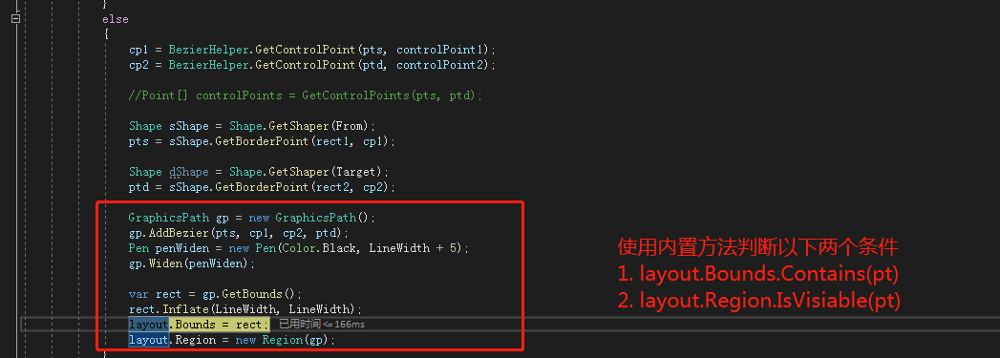 }
else
{
cp1 = BezierHelper.GetControlPoint(pts, controlPoint1);
cp2 = BezierHelper.GetControlPoint(ptd, controlPoint2);
//Point[] controlPoints = GetControlPoints(pts, ptd);
Shape sShape = Shape.GetShaper(From);
pts = sShape.GetBorderPoint(rect1, cp1);
Shape dShape = Shape.GetShaper(Target);
ptd = sShape.GetBorderPoint(rect2, cp2);
GraphicsPath gp = new GraphicsPath();
gp.AddBezier(pts, cp1, cp2, ptd);
Pen penWiden = new Pen(Color.Black, LineWidth + 5);
gp.Widen(penWiden);
使用内置方法判断以下两个条件
1. layout.Bounds.Contains(pt)
2. layout.Region.IsVisiable(pt)
var rect = gp.GetBounds();
rect.Inflate(LineWidth, LineWidth);
layout.Bounds = rect; 已用时间 <= 166ms
layout.Region = new Region(gp);
}